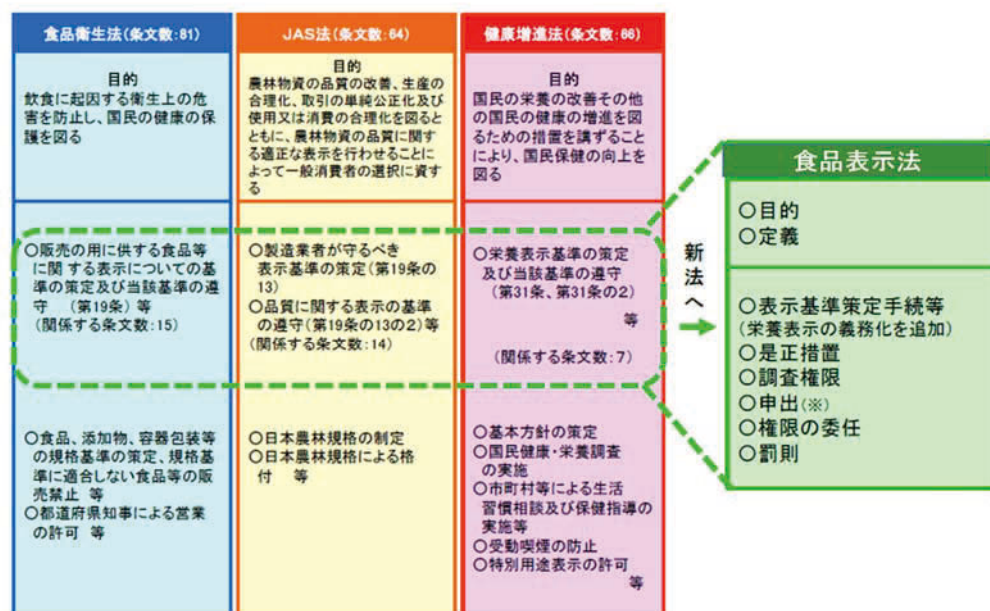 食品衛生法(条文数:81)
目的
飲食に起因する衛生上の危
害を防止し、国民の健康の保
護を図る
○販売の用に供する食品等
に関 する表示についての基
準の策定及び当該基準の遵
守 (第19条) 等
(関係する条文数:15)
○食品、添加物、容器包装等
の規格基準の策定、規格
基準に適合しない食品等の販
売禁止 等
○都道府県知事による営業
の許可 等
JAS法(条文数:64)
目的
農林物資の品質の改善、生産の
合理化、取引の単純公正化及び
使用又は消費の合理化を図ると
ともに、農林物資の品質に関す
る適正な表示を行わせることに
よって一般消費者の選択に資す
る
○製造業者が守るべき
表示基準の策定(第19条の
13)
○品質に関する表示の基準
の遵守(第19条の13の2)等
(関係する条文数:14)
○日本農林規格の制定
○日本農林規格による格
付 等
健康増進法(条文数:66)
目的
国民の栄養の改善その他
の国民の健康の増進を図
るための措置を講ずること
により、国民保健の向上を
図る
○栄養表示基準の策定
及び当該基準の遵守
(第31条、第31条の2)
等
(関係する条文数:7)
○基本方針の策定
○国民健康・栄養調査
の実施
○市町村等による生活
習慣相談及び保健指導の
実施等
○受動喫煙の防止
○特別用途表示の許可
等
新法へ
食品表示法
○目的
○定義
○表示基準策定手続等
(栄養表示の義務化を追加)
○是正措置
○調査権限
○申出(※)
○権限の委任
○罰則